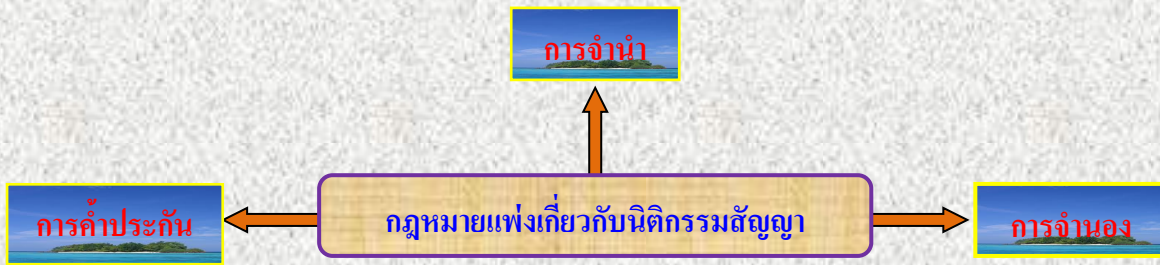 การจำนำ
การค้ำประกัน
กฎหมายแพ่งเกี่ยวกับนิติกรรมสัญญา
การจำนอง